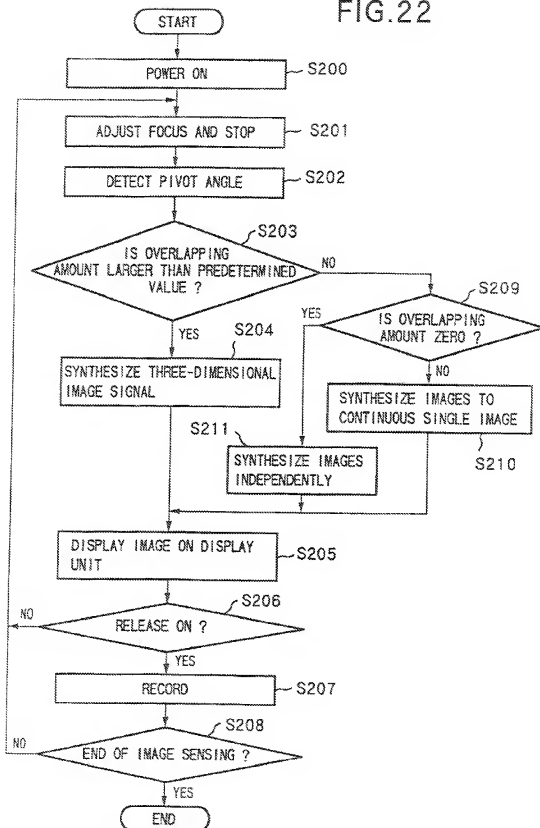 FIG.22
START
POWER ON
S200
ADJUST FOCUS AND STOP
S201
DETECT PIVOT ANGLE
S202
S203
IS OVERLAPPING
AMOUNT LARGER THAN PREDETERMINED
VALUE ?
NO
YES
S209
IS OVERLAPPING
AMOUNT ZERO ?
YES
NO
S204
SYNTHESIZE THREE-DIMENSIONAL
IMAGE SIGNAL
SYNTHESIZE IMAGES TO
CONTINUOUS SINGLE IMAGE
S210
S211
SYNTHESIZE IMAGES
INDEPENDENTLY
DISPLAY IMAGE ON DISPLAY
UNIT
S205
S206
RELEASE ON ?
NO
YES
RECORD
S207
S208
END OF IMAGE SENSING ?
NO
YES
END